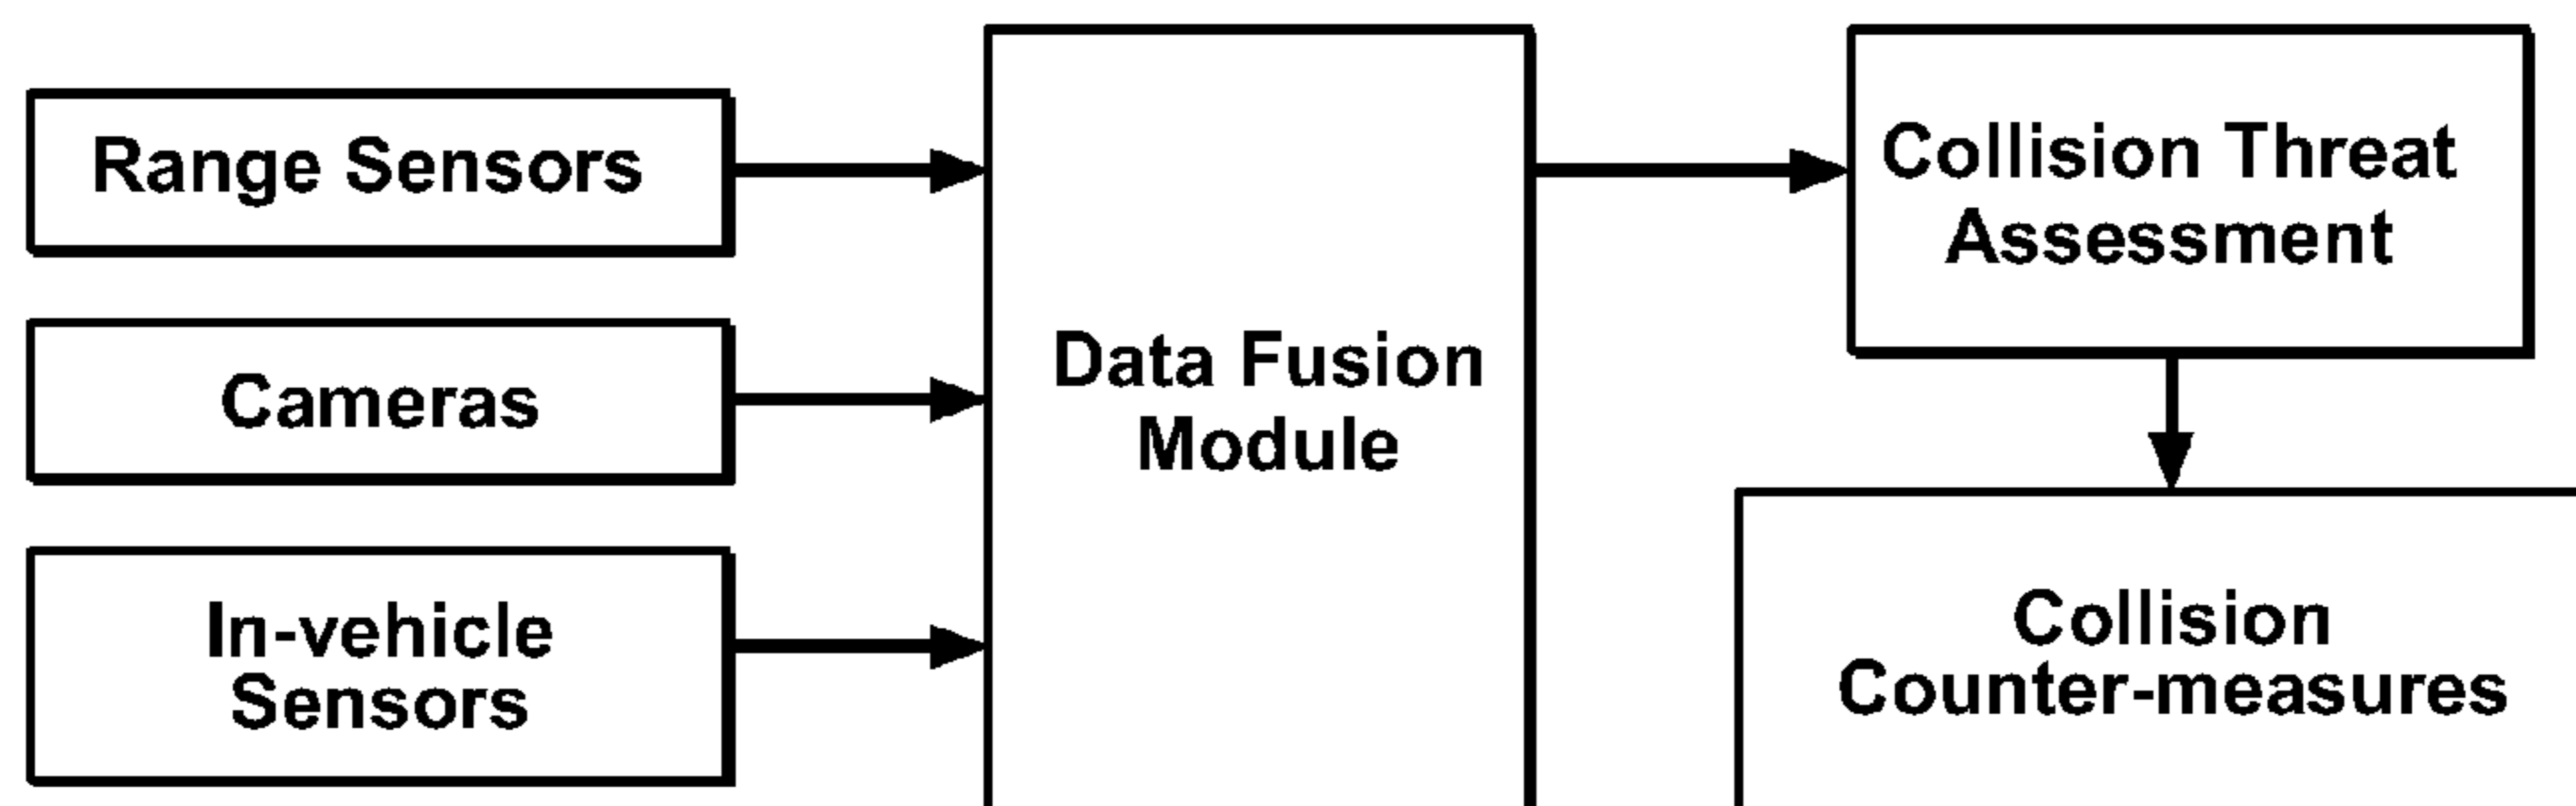 Range Sensors
Cameras
In-vehicle
Sensors
Data Fusion
Module
Collision Threat
Assessment
Collision
Counter-measures